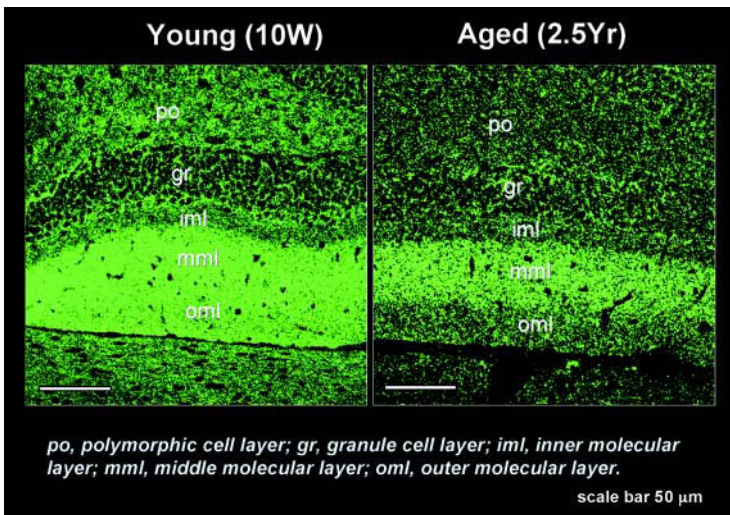 Young (10W)
Aged (2.5Yr)
po
gr
iml
mml
oml
po
gr
iml
mml
oml
po, polymorphic cell layer; gr, granule cell layer; iml, inner molecular
layer; mml, middle molecular layer; oml, outer molecular layer.
scale bar 50 μm